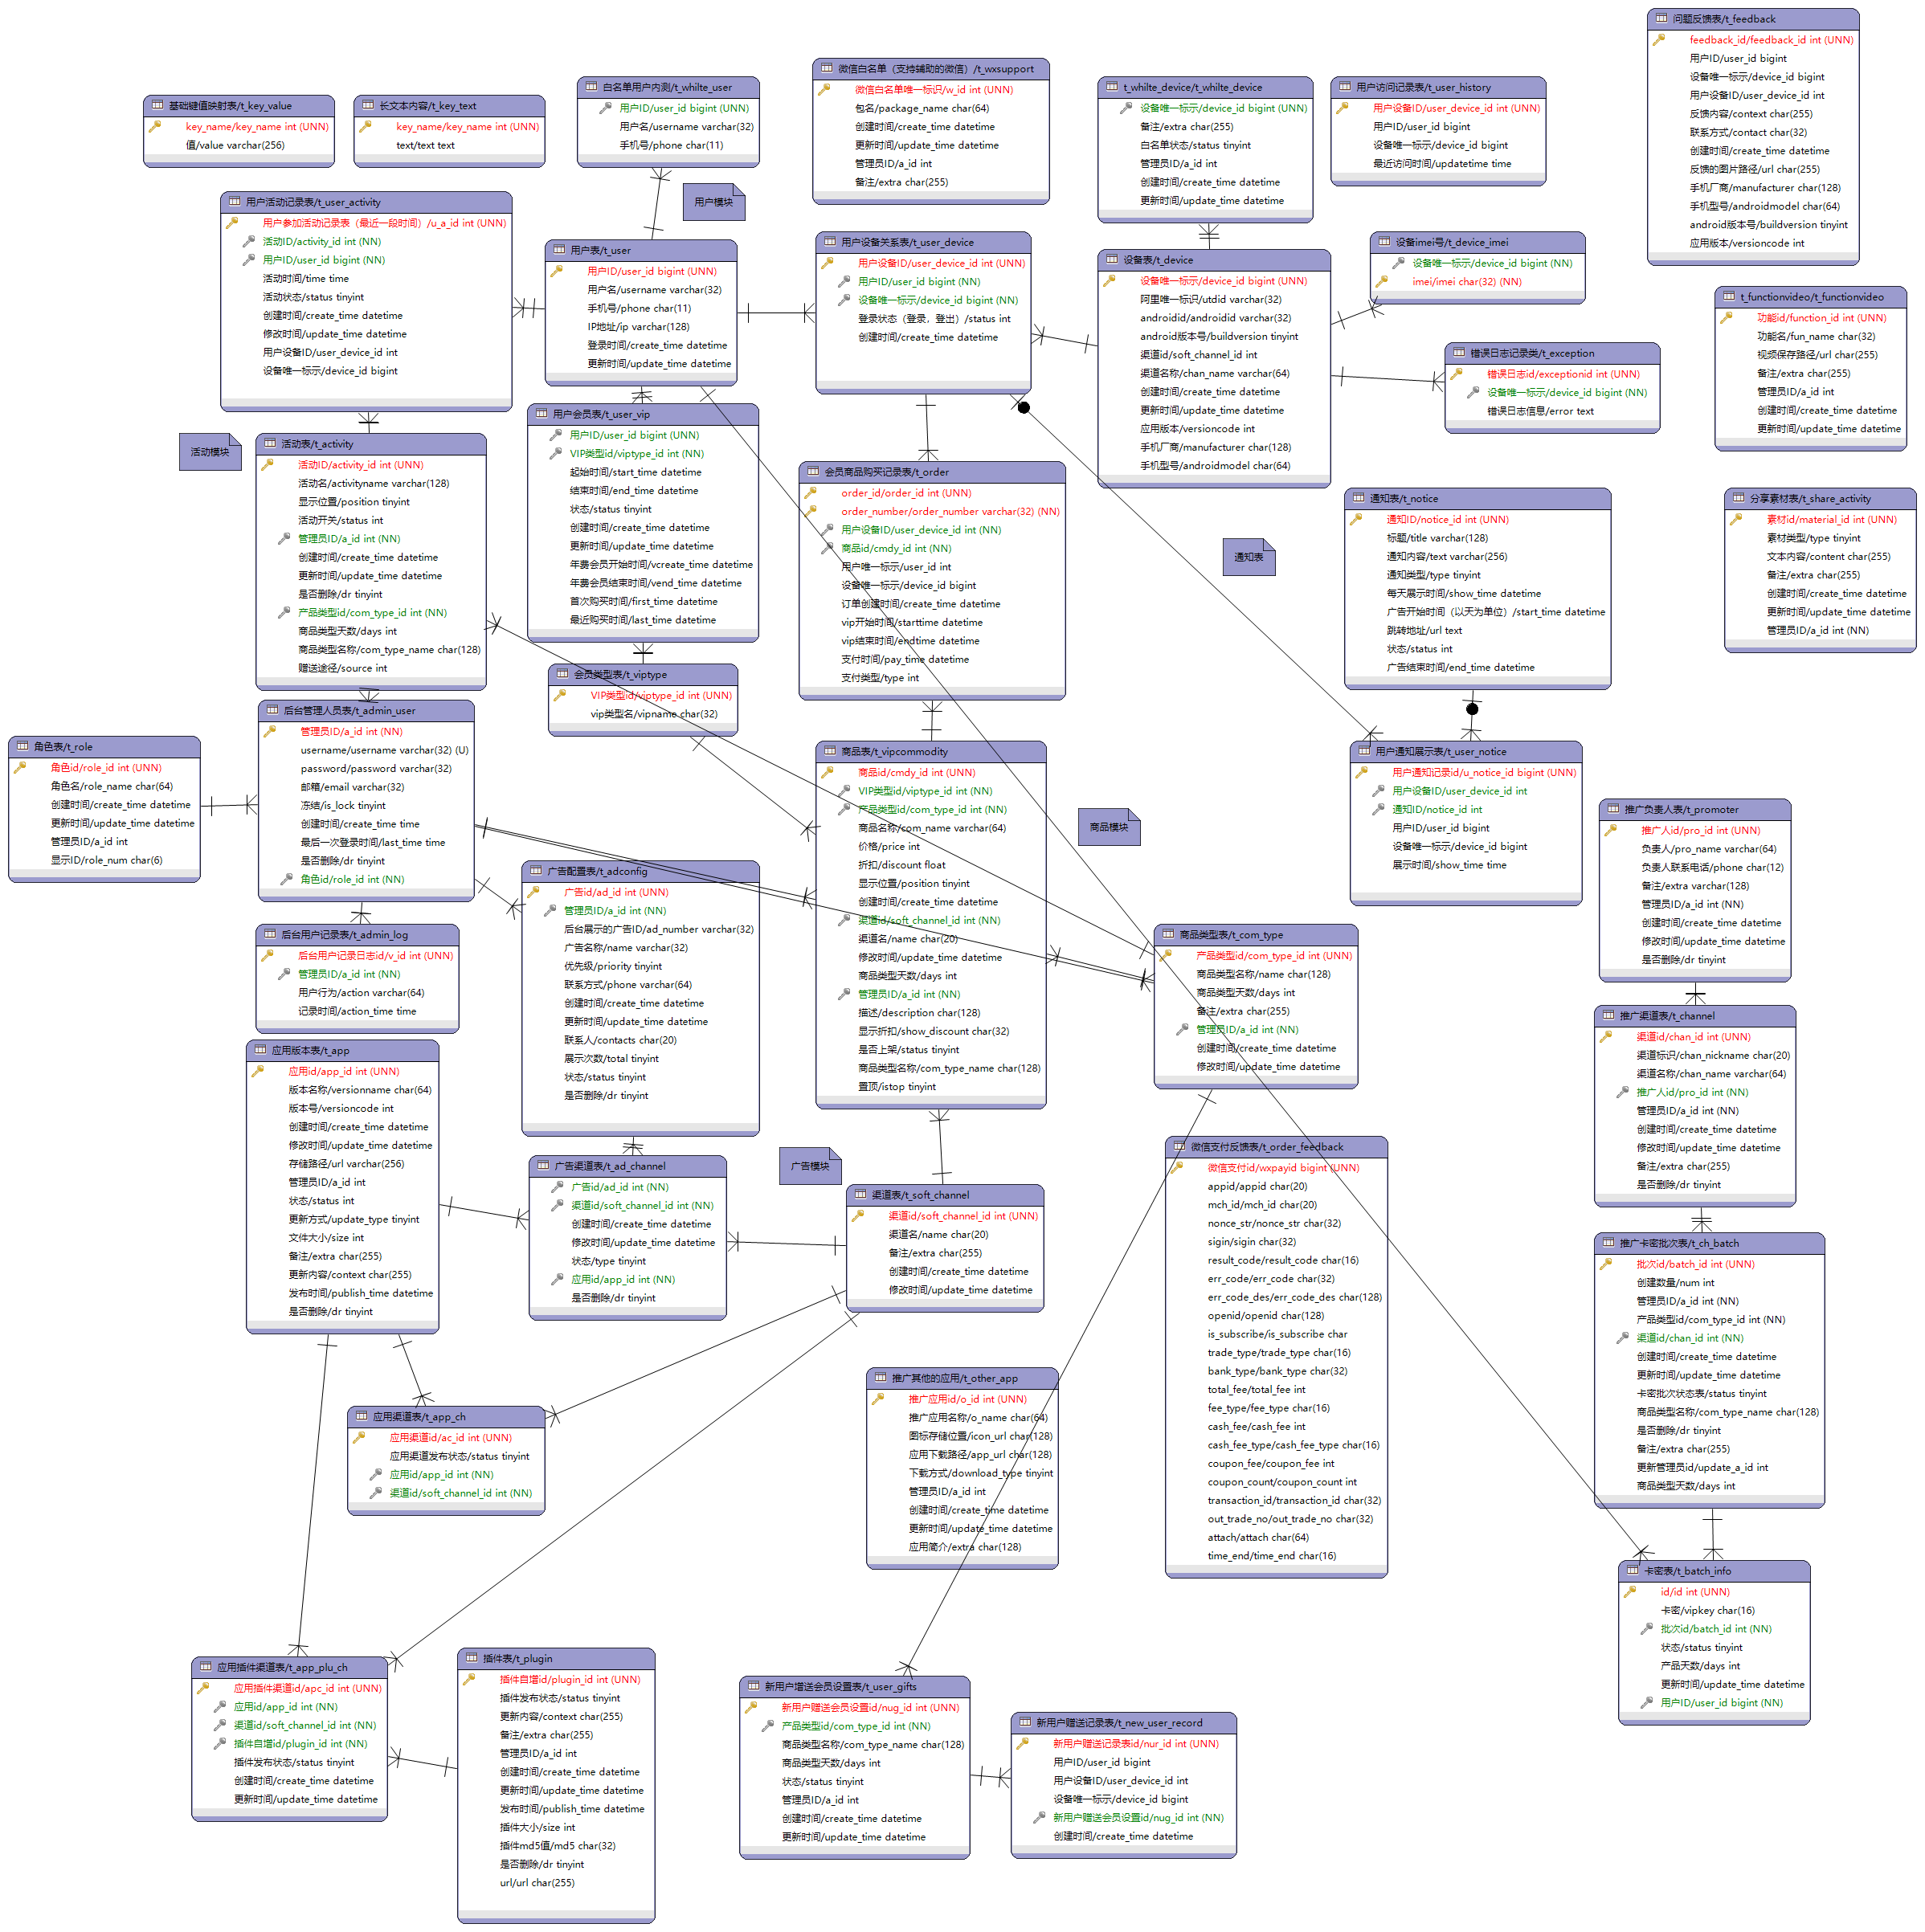 问题反馈表/t_feedback
feedback_id/feedback_id int (UNN)
用户ID/user_id bigint
设备唯一标示/device_id bigint
用户设备ID/user_device_id int
反馈内容/context char(255)
联系方式/contact char(32)
创建时间/create_time datetime
反馈的图片路径/url char(255)
手机厂商/manufacturer char(128)
手机型号/androidmodel char(64)
android版本号/buildversion tinyint
应用版本/versioncode int
基础键值映射表/t_key_value
key_name/key_name int (UNN)
值/value varchar(256)
长文本内容/t_key_text
key_name/key_name int (UNN)
text/text text
白名单用户内测/t_whilte_user
用户ID/user_id bigint (UNN)
用户名/username varchar(32)
手机号/phone char(11)
微信白名单（支持辅助的微信）/t_wxsupport
微信白名单唯一标识/w_id int (UNN)
包名/package_name char(64)
创建时间/create_time datetime
更新时间/update_time datetime
管理员ID/a_id int
备注/extra char(255)
t_whilte_device/t_whilte_device
设备唯一标示/device_id bigint (UNN)
备注/extra char(255)
白名单状态/status tinyint
管理员ID/a_id int
创建时间/create_time datetime
更新时间/update_time datetime
用户访问记录表/t_user_history
用户设备ID/user_device_id int (UNN)
用户ID/user_id bigint
设备唯一标示/device_id bigint
最近访问时间/updatetime time
用户模块
用户活动记录表/t_user_activity
用户参加活动记录表（最近一段时间）/u_a_id int (UNN)
活动ID/activity_id int (NN)
用户ID/user_id bigint (NN)
活动时间/time time
活动状态/status tinyint
创建时间/create_time datetime
修改时间/update_time datetime
用户设备ID/user_device_id int
设备唯一标示/device_id bigint
用户表/t_user
用户ID/user_id bigint (UNN)
用户名/username varchar(32)
手机号/phone char(11)
IP地址/ip varchar(128)
登录时间/create_time datetime
更新时间/update_time datetime
用户设备关系表/t_user_device
用户设备ID/user_device_id int (UNN)
用户ID/user_id bigint (NN)
设备唯一标示/device_id bigint (NN)
登录状态（登录，登出）/status int
创建时间/create_time datetime
设备表/t_device
设备唯一标示/device_id bigint (UNN)
阿里唯一标识/utdid varchar(32)
androidid/androidid varchar(32)
android版本号/buildversion tinyint
渠道id/soft_channel_id int
渠道名称/chan_name varchar(64)
创建时间/create_time datetime
更新时间/update_time datetime
应用版本/versioncode int
手机厂商/manufacturer char(128)
手机型号/androidmodel char(64)
设备imei号/t_device_imei
设备唯一标示/device_id bigint (NN)
imei/imei char(32) (NN)
错误日志记录类/t_exception
错误日志id/exceptionid int (UNN)
设备唯一标示/device_id bigint (NN)
错误日志信息/error text
t_functionvideo/t_functionvideo
功能id/function_id int (UNN)
功能名/fun_name char(32)
视频保存路径/url char(255)
备注/extra char(255)
管理员ID/a_id int
创建时间/create_time datetime
更新时间/update_time datetime
活动模块
活动表/t_activity
活动ID/activity_id int (UNN)
活动名/activityname varchar(128)
显示位置/position tinyint
活动开关/status int
管理员ID/a_id int (NN)
创建时间/create_time datetime
更新时间/update_time datetime
是否删除/dr tinyint
产品类型id/com_type_id int (NN)
商品类型天数/days int
商品类型名称/com_type_name char(128)
赠送途径/source int
用户会员表/t_user_vip
用户ID/user_id bigint (UNN)
VIP类型id/viptype_id int (NN)
起始时间/start_time datetime
结束时间/end_time datetime
状态/status tinyint
创建时间/create_time datetime
更新时间/update_time datetime
年费会员开始时间/vcreate_time datetime
年费会员结束时间/vend_time datetime
首次购买时间/first_time datetime
最近购买时间/last_time datetime
会员商品购买记录表/t_order
order_id/order_id int (UNN)
order_number/order_number varchar(32) (NN)
用户设备ID/user_device_id int (NN)
商品id/cmdy_id int (NN)
用户唯一标示/user_id int
设备唯一标示/device_id bigint
订单创建时间/create_time datetime
vip开始时间/starttime datetime
vip结束时间/endtime datetime
支付时间/pay_time datetime
支付类型/type int
通知表
通知表/t_notice
通知ID/notice_id int (UNN)
标题/title varchar(128)
通知内容/text varchar(256)
通知类型/type tinyint
每天展示时间/show_time datetime
广告开始时间（以天为单位）/start_time datetime
跳转地址/url text
状态/status int
广告结束时间/end_time datetime
分享素材表/t_share_activity
素材id/material_id int (UNN)
素材类型/type tinyint
文本内容/content char(255)
备注/extra char(255)
创建时间/create_time datetime
更新时间/update_time datetime
管理员ID/a_id int (NN)
会员类型表/t_viptype
VIP类型id/viptype_id int (UNN)
vip类型名/vipname char(32)
角色表/t_role
角色id/role_id int (UNN)
角色名/role_name char(64)
创建时间/create_time datetime
更新时间/update_time datetime
管理员ID/a_id int
显示ID/role_num char(6)
后台管理人员表/t_admin_user
管理员ID/a_id int (NN)
username/username varchar(32) (U)
password/password varchar(32)
邮箱/email varchar(32)
冻结/is_lock tinyint
创建时间/create_time time
最后一次登录时间/last_time time
是否删除/dr tinyint
角色id/role_id int (NN)
商品表/t_vipcommodity
商品id/cmdy_id int (UNN)
VIP类型id/viptype_id int (NN)
产品类型id/com_type_id int (NN)
商品名称/com_name varchar(64)
价格/price int
折扣/discount float
显示位置/position tinyint
创建时间/create_time datetime
渠道id/soft_channel_id int (NN)
渠道名/name char(20)
修改时间/update_time datetime
商品类型天数/days int
管理员ID/a_id int (NN)
描述/description char(128)
显示折扣/show_discount char(32)
是否上架/status tinyint
商品类型名称/com_type_name char(128)
置顶/istop tinyint
商品模块
用户通知展示表/t_user_notice
用户通知记录id/u_notice_id bigint (UNN)
用户设备ID/user_device_id int
通知ID/notice_id int
用户ID/user_id bigint
设备唯一标示/device_id bigint
展示时间/show_time time
推广负责人表/t_promoter
推广人id/pro_id int (UNN)
负责人/pro_name varchar(64)
负责人联系电话/phone char(12)
备注/extra varchar(128)
管理员ID/a_id int (NN)
创建时间/create_time datetime
修改时间/update_time datetime
是否删除/dr tinyint
广告配置表/t_adconfig
广告id/ad_id int (UNN)
管理员ID/a_id int (NN)
后台展示的广告ID/ad_number varchar(32)
广告名称/name varchar(32)
优先级/priority tinyint
联系方式/phone varchar(64)
创建时间/create_time datetime
更新时间/update_time datetime
联系人/contacts char(20)
展示次数/total tinyint
状态/status tinyint
是否删除/dr tinyint
后台用户记录表/t_admin_log
后台用户记录日志id/v_id int (UNN)
管理员ID/a_id int (NN)
用户行为/action varchar(64)
记录时间/action_time time
商品类型表/t_com_type
产品类型id/com_type_id int (UNN)
商品类型名称/name char(128)
商品类型天数/days int
备注/extra char(255)
管理员ID/a_id int (NN)
创建时间/create_time datetime
修改时间/update_time datetime
推广渠道表/t_channel
渠道id/chan_id int (UNN)
渠道标识/chan_nickname char(20)
渠道名称/chan_name varchar(64)
推广人id/pro_id int (NN)
管理员ID/a_id int (NN)
创建时间/create_time datetime
修改时间/update_time datetime
备注/extra char(255)
是否删除/dr tinyint
应用版本表/t_app
应用id/app_id int (UNN)
版本名称/versionname char(64)
版本号/versioncode int
创建时间/create_time datetime
修改时间/update_time datetime
存储路径/url varchar(256)
管理员ID/a_id int
状态/status int
更新方式/update_type tinyint
文件大小/size int
备注/extra char(255)
更新内容/context char(255)
发布时间/publish_time datetime
是否删除/dr tinyint
广告渠道表/t_ad_channel
广告id/ad_id int (NN)
渠道id/soft_channel_id int (NN)
创建时间/create_time datetime
修改时间/update_time datetime
状态/type tinyint
应用id/app_id int (NN)
是否删除/dr tinyint
广告模块
渠道表/t_soft_channel
渠道id/soft_channel_id int (UNN)
渠道名/name char(20)
备注/extra char(255)
创建时间/create_time datetime
修改时间/update_time datetime
微信支付反馈表/t_order_feedback
微信支付id/wxpayid bigint (UNN)
appid/appid char(20)
mch_id/mch_id char(20)
nonce_str/nonce_str char(32)
sigin/sigin char(32)
result_code/result_code char(16)
err_code/err_code char(32)
err_code_des/err_code_des char(128)
openid/openid char(128)
is_subscribe/is_subscribe char
trade_type/trade_type char(16)
bank_type/bank_type char(32)
total_fee/total_fee int
fee_type/fee_type char(16)
cash_fee/cash_fee int
cash_fee_type/cash_fee_type char(16)
coupon_fee/coupon_fee int
coupon_count/coupon_count int
transaction_id/transaction_id char(32)
out_trade_no/out_trade_no char(32)
attach/attach char(64)
time_end/time_end char(16)
推广卡密批次表/t_ch_batch
批次id/batch_id int (UNN)
创建数量/num int
管理员ID/a_id int (NN)
产品类型id/com_type_id int (NN)
渠道id/chan_id int (NN)
创建时间/create_time datetime
更新时间/update_time datetime
卡密批次状态表/status tinyint
商品类型名称/com_type_name char(128)
是否删除/dr tinyint
备注/extra char(255)
更新管理员id/update_a_id int
商品类型天数/days int
应用渠道表/t_app_ch
应用渠道id/ac_id int (UNN)
应用渠道发布状态/status tinyint
应用id/app_id int (NN)
渠道id/soft_channel_id int (NN)
推广其他的应用/t_other_app
推广应用id/o_id int (UNN)
推广应用名称/o_name char(64)
图标存储位置/icon_url char(128)
应用下载路径/app_url char(128)
下载方式/download_type tinyint
管理员ID/a_id int
创建时间/create_time datetime
更新时间/update_time datetime
应用简介/extra char(128)
卡密表/t_batch_info
id/id int (UNN)
卡密/vipkey char(16)
批次id/batch_id int (NN)
状态/status tinyint
产品天数/days int
更新时间/update_time datetime
用户ID/user_id bigint (NN)
应用插件渠道表/t_app_plu_ch
应用插件渠道id/apc_id int (UNN)
应用id/app_id int (NN)
渠道id/soft_channel_id int (NN)
插件自增id/plugin_id int (NN)
插件发布状态/status tinyint
创建时间/create_time datetime
更新时间/update_time datetime
插件表/t_plugin
插件自增id/plugin_id int (UNN)
插件发布状态/status tinyint
更新内容/context char(255)
备注/extra char(255)
管理员ID/a_id int
创建时间/create_time datetime
更新时间/update_time datetime
发布时间/publish_time datetime
插件大小/size int
插件md5值/md5 char(32)
是否删除/dr tinyint
url/url char(255)
新用户增送会员设置表/t_user_gifts
新用户赠送会员设置id/nug_id int (UNN)
产品类型id/com_type_id int (NN)
商品类型名称/com_type_name char(128)
商品类型天数/days int
状态/status tinyint
管理员ID/a_id int
创建时间/create_time datetime
更新时间/update_time datetime
新用户赠送记录表/t_new_user_record
新用户赠送记录表id/nur_id int (UNN)
用户ID/user_id bigint
用户设备ID/user_device_id int
设备唯一标示/device_id bigint
新用户赠送会员设置id/nug_id int (NN)
创建时间/create_time datetime